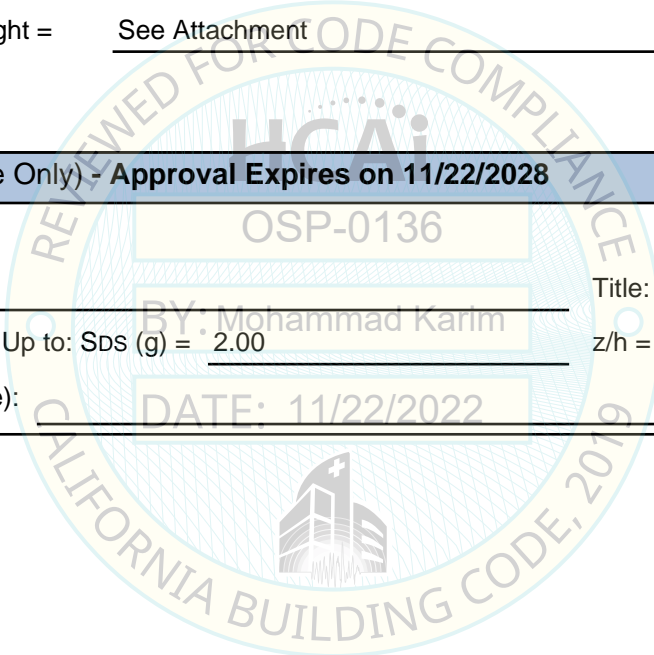 ght = See Attachment
REVIEWED FOR CODE COMPLIANCE
HCAi
e Only) - Approval Expires on 11/22/2028
OSP-0136
Title:
BY: Mohammad Karim
Up to: SDS (g) = 2.00 z/h =
e):
DATE: 11/22/2022
CALIFORNIA BUILDING CODE, 2019